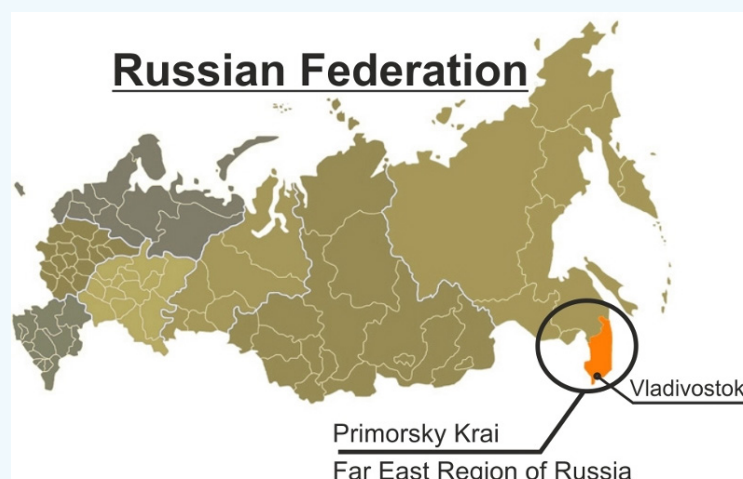 Russian Federation
Vladivostok
Primorsky Krai
Far East Region of Russia